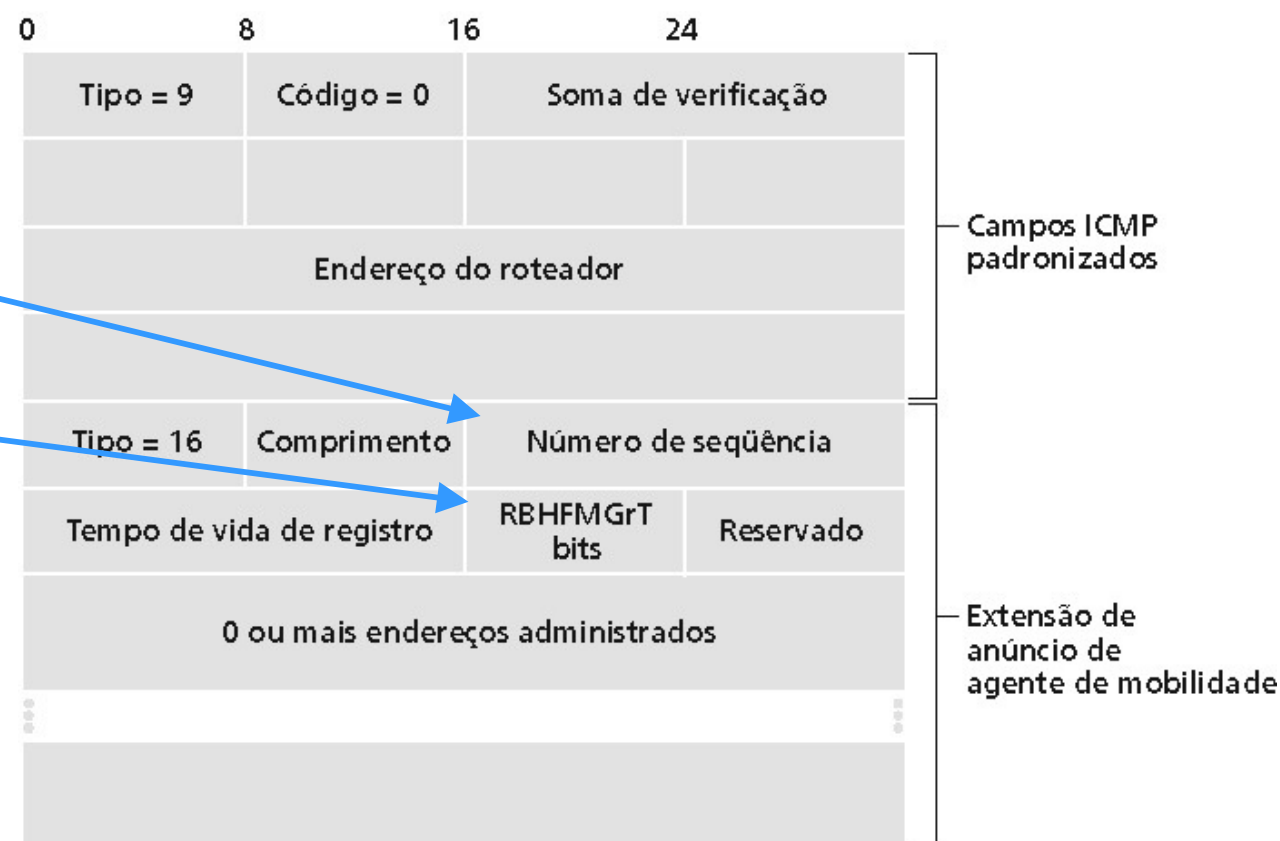 0 8 16 24
Tipo = 9 Código = 0 Soma de verificação
Endereço do roteador
Campos ICMP
padronizados
Tipo = 16 Comprimento Número de seqüência
Tempo de vida de registro RBHFMGrT
bits Reservado
0 ou mais endereços administrados
Extensão de
anúncio de
agente de mobilidade